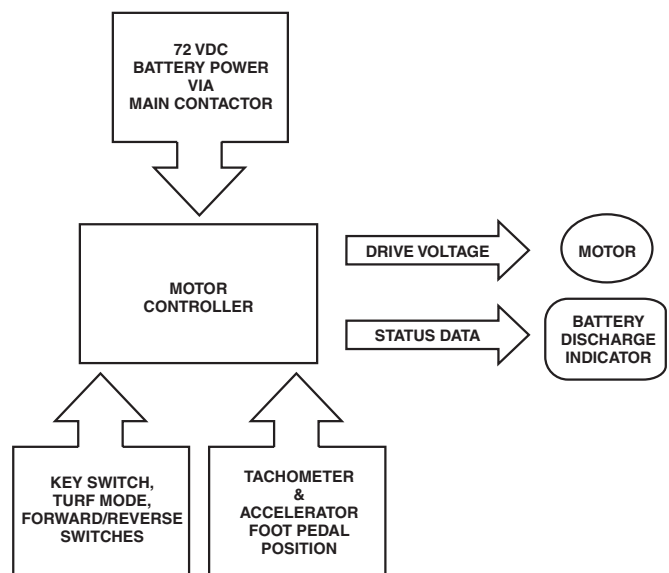 72 VDC
BATTERY POWER
VIA
MAIN CONTACTOR
MOTOR
CONTROLLER
DRIVE VOLTAGE
MOTOR
STATUS DATA
BATTERY
DISCHARGE
INDICATOR
KEY SWITCH,
TURF MODE,
FORWARD/REVERSE
SWITCHES
TACHOMETER
&
ACCELERATOR
FOOT PEDAL
POSITION